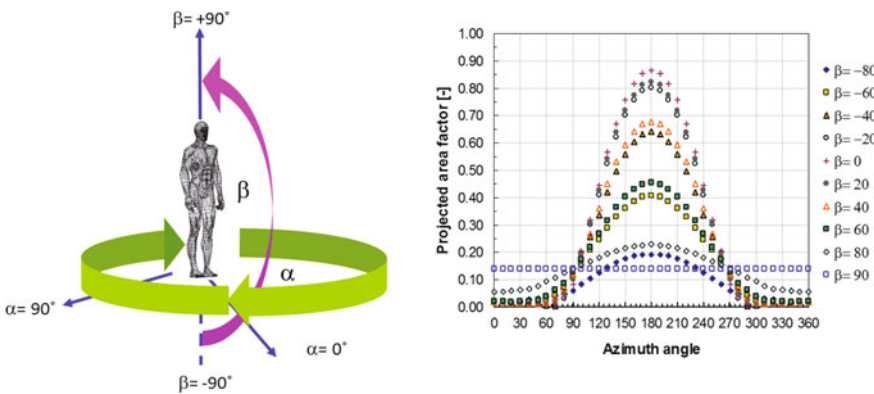 β= +90˚
β
α
α= 90˚
α= 0˚
β= -90˚
Projected area factor [-]
1.00
0.90
0.80
0.70
0.60
0.50
0.40
0.30
0.20
0.10
0.00
0 30 60 90 120 150 180 210 240 270 300 330 360
Azimuth angle
β= −80
β= −60
β= −40
β= −20
β= 0
β= 20
β= 40
β= 60
β= 80
β= 90